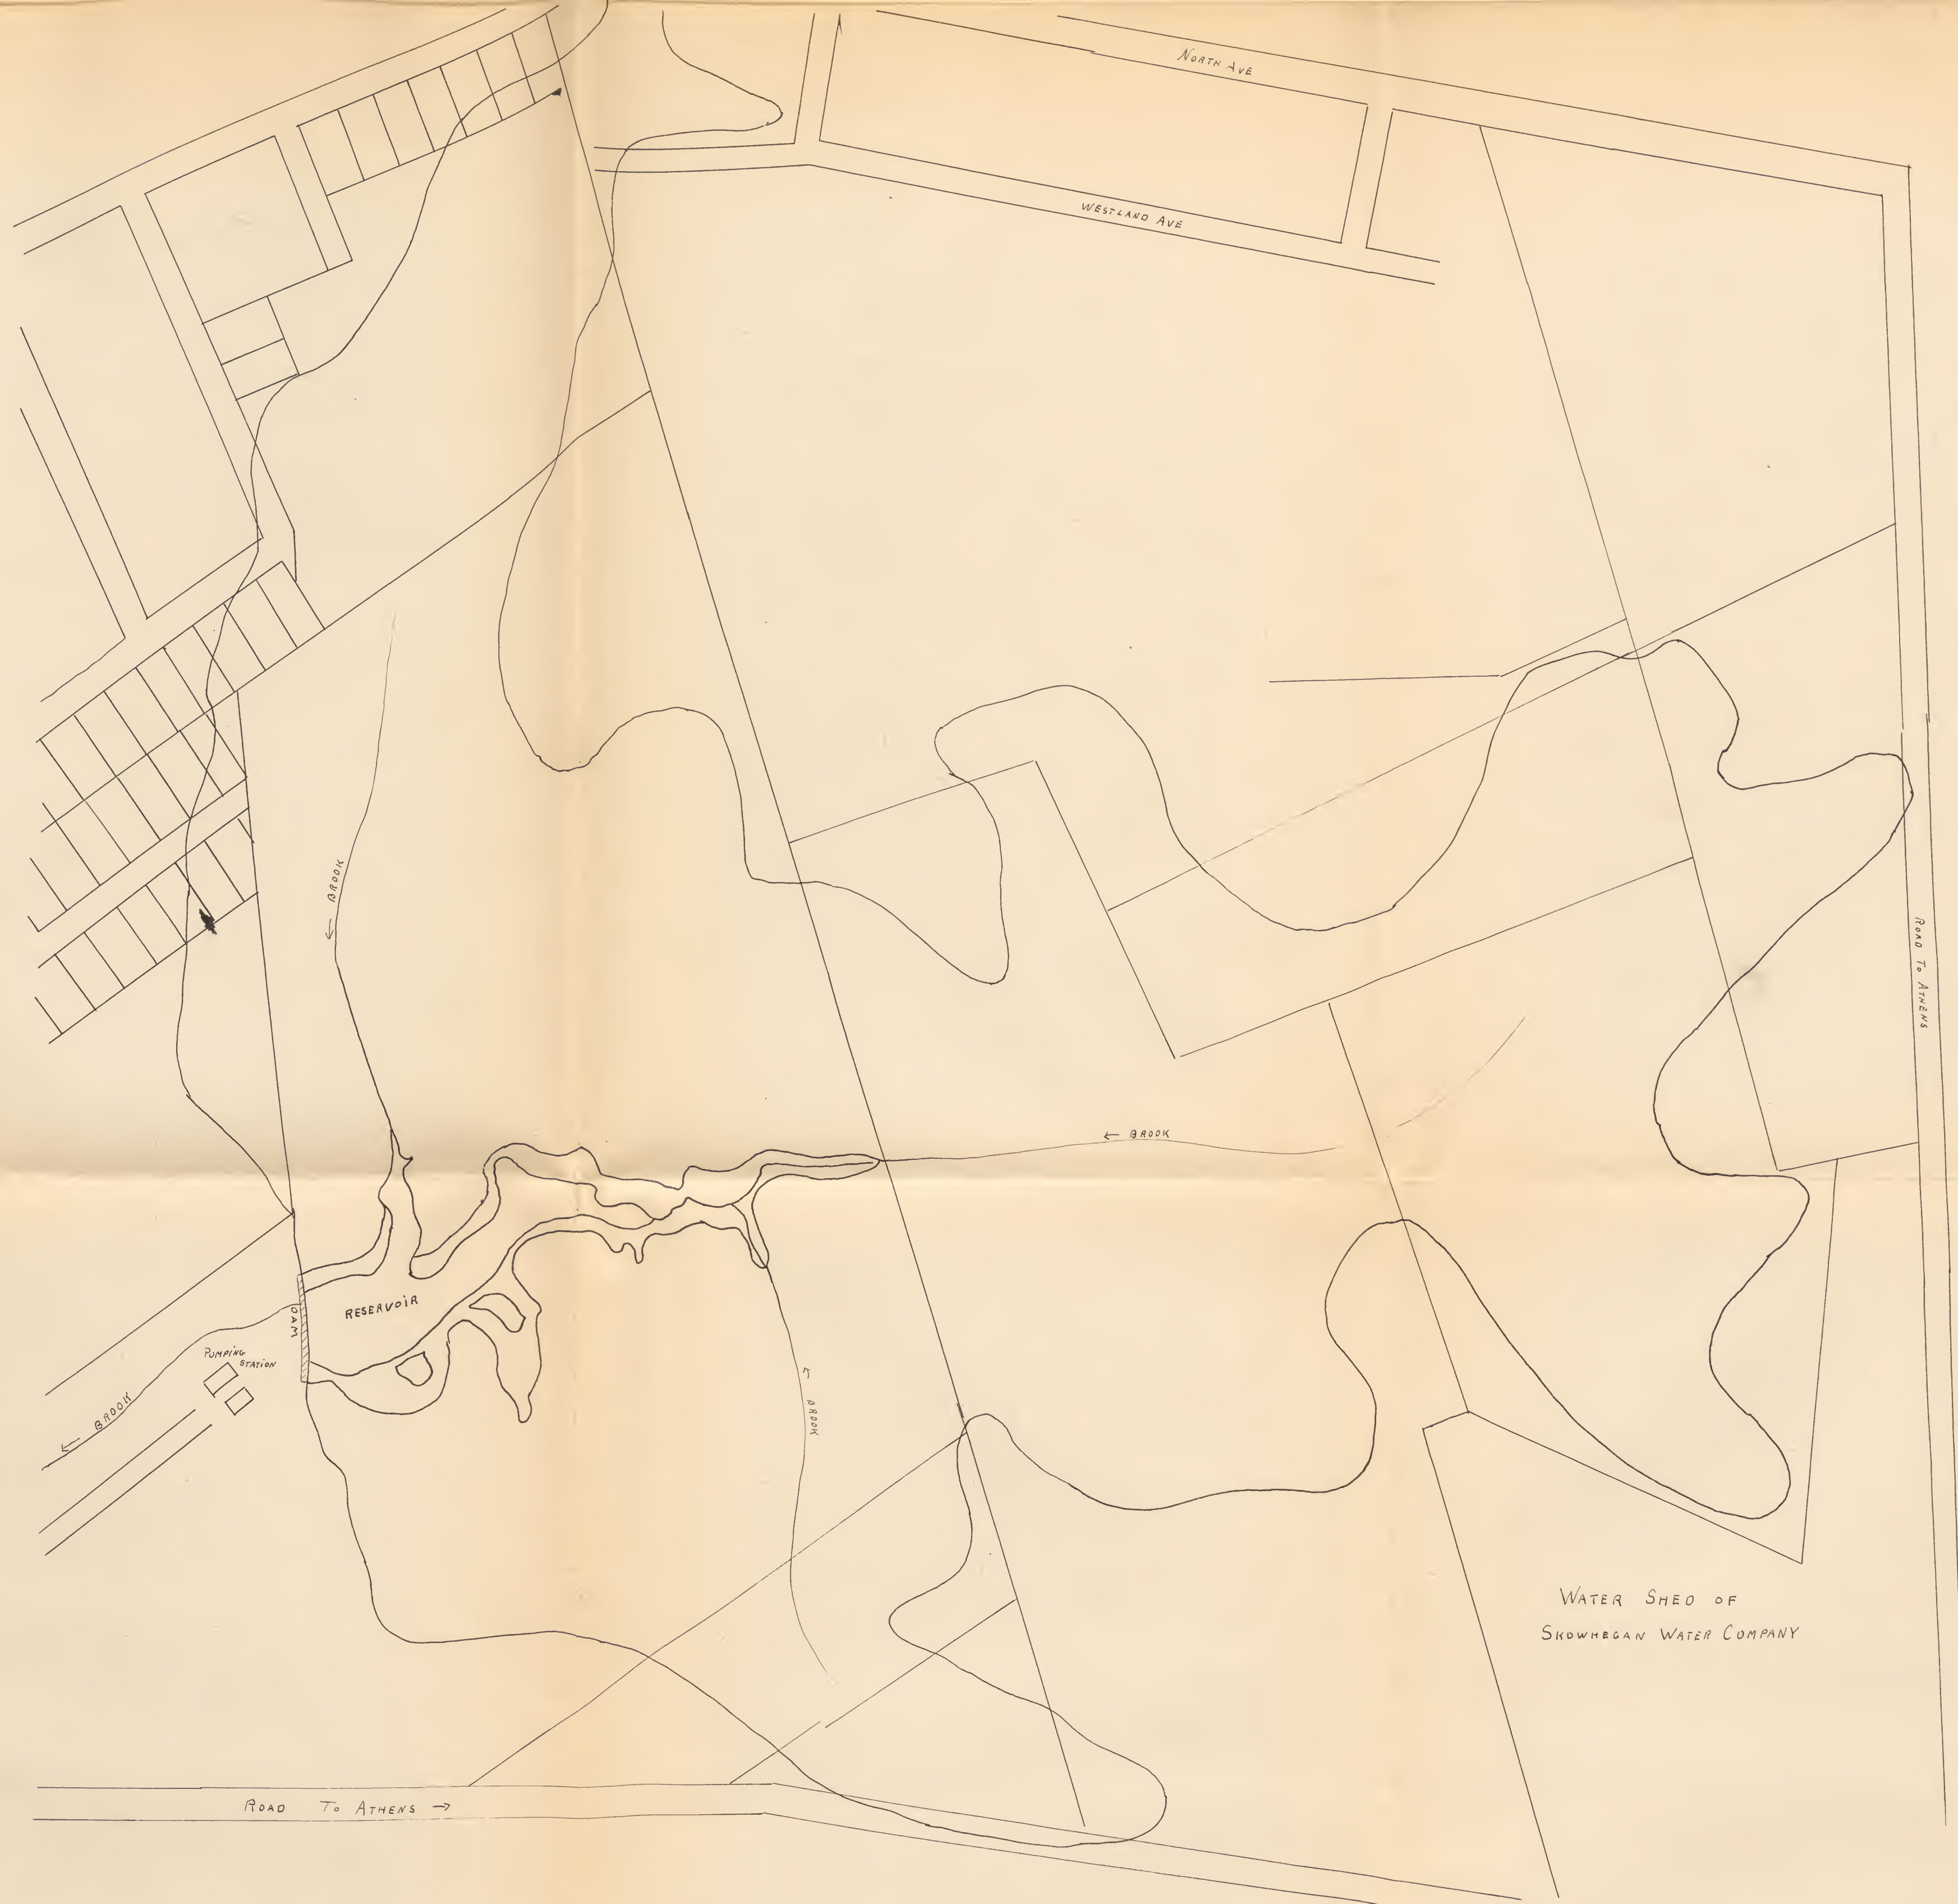 NORTH AVE
WESTLAND AVE
BROOK
ROAD TO ATHENS
BROOK
RESERVOIR
DAM
PUMPING
STATION
BROOK
BROOK
WATER SHED OF
SKOWHEGAN WATER COMPANY
ROAD TO ATHENS →